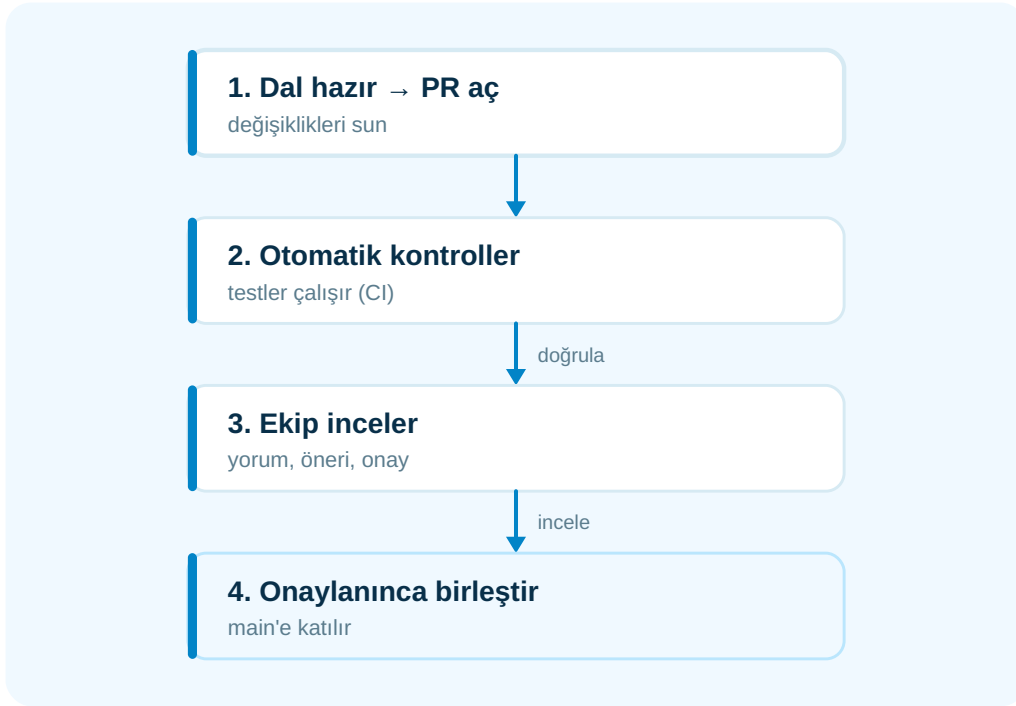 1. Dal hazır → PR aç
değişiklikleri sun
2. Otomatik kontroller
testler çalışır (CI)
doğrula
3. Ekip inceler
yorum, öneri, onay
incele
4. Onaylanınca birleştir
main'e katılır